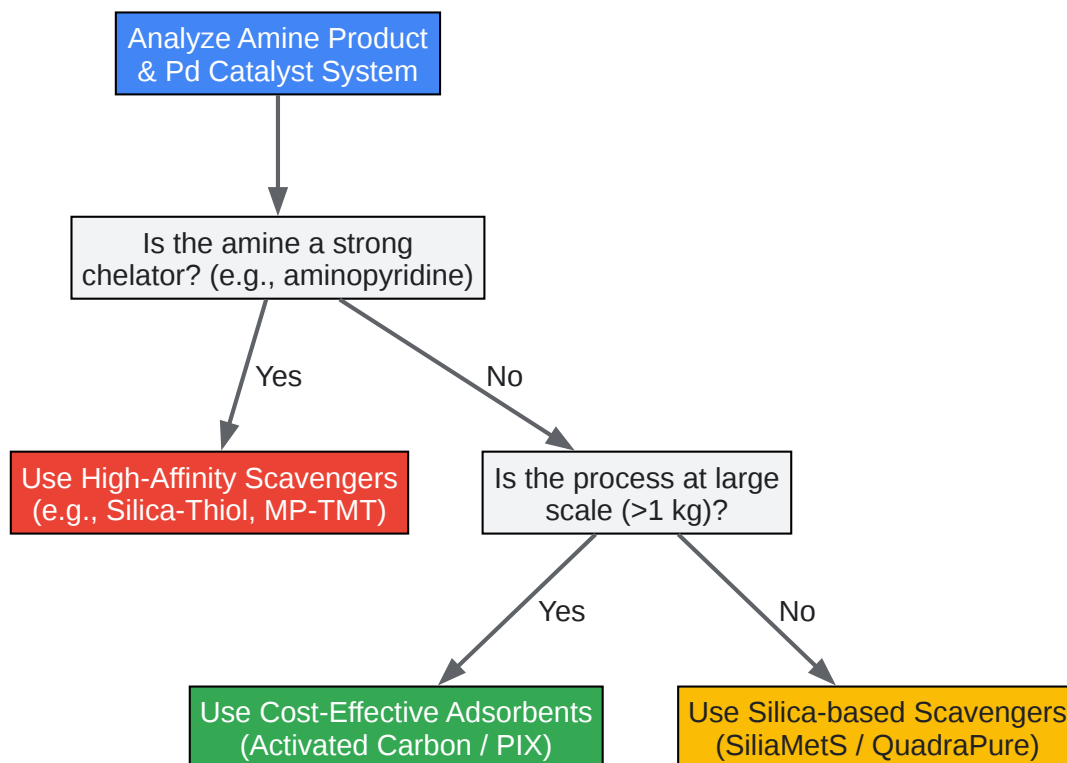 Analyze Amine Product
& Pd Catalyst System
Is the amine a strong
chelator? (e.g., aminopyridine)
Yes
No
Use High-Affinity Scavengers
(e.g., Silica-Thiol, MP-TMT)
Is the process at large
scale (>1 kg)?
Yes
No
Use Cost-Effective Adsorbents
(Activated Carbon / PIX)
Use Silica-based Scavengers
(SiliaMetS / QuadraPure)